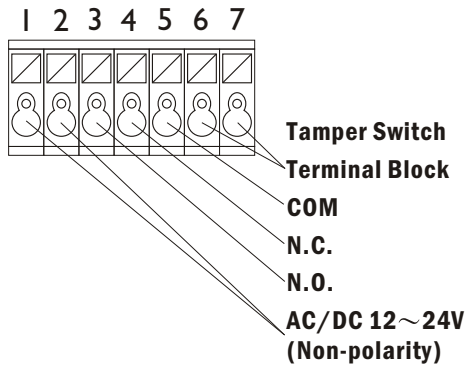 1 2 3 4 5 6 7
Tamper Switch
Terminal Block
COM
N.C.
N.O.
AC/DC 12～24V
(Non-polarity)